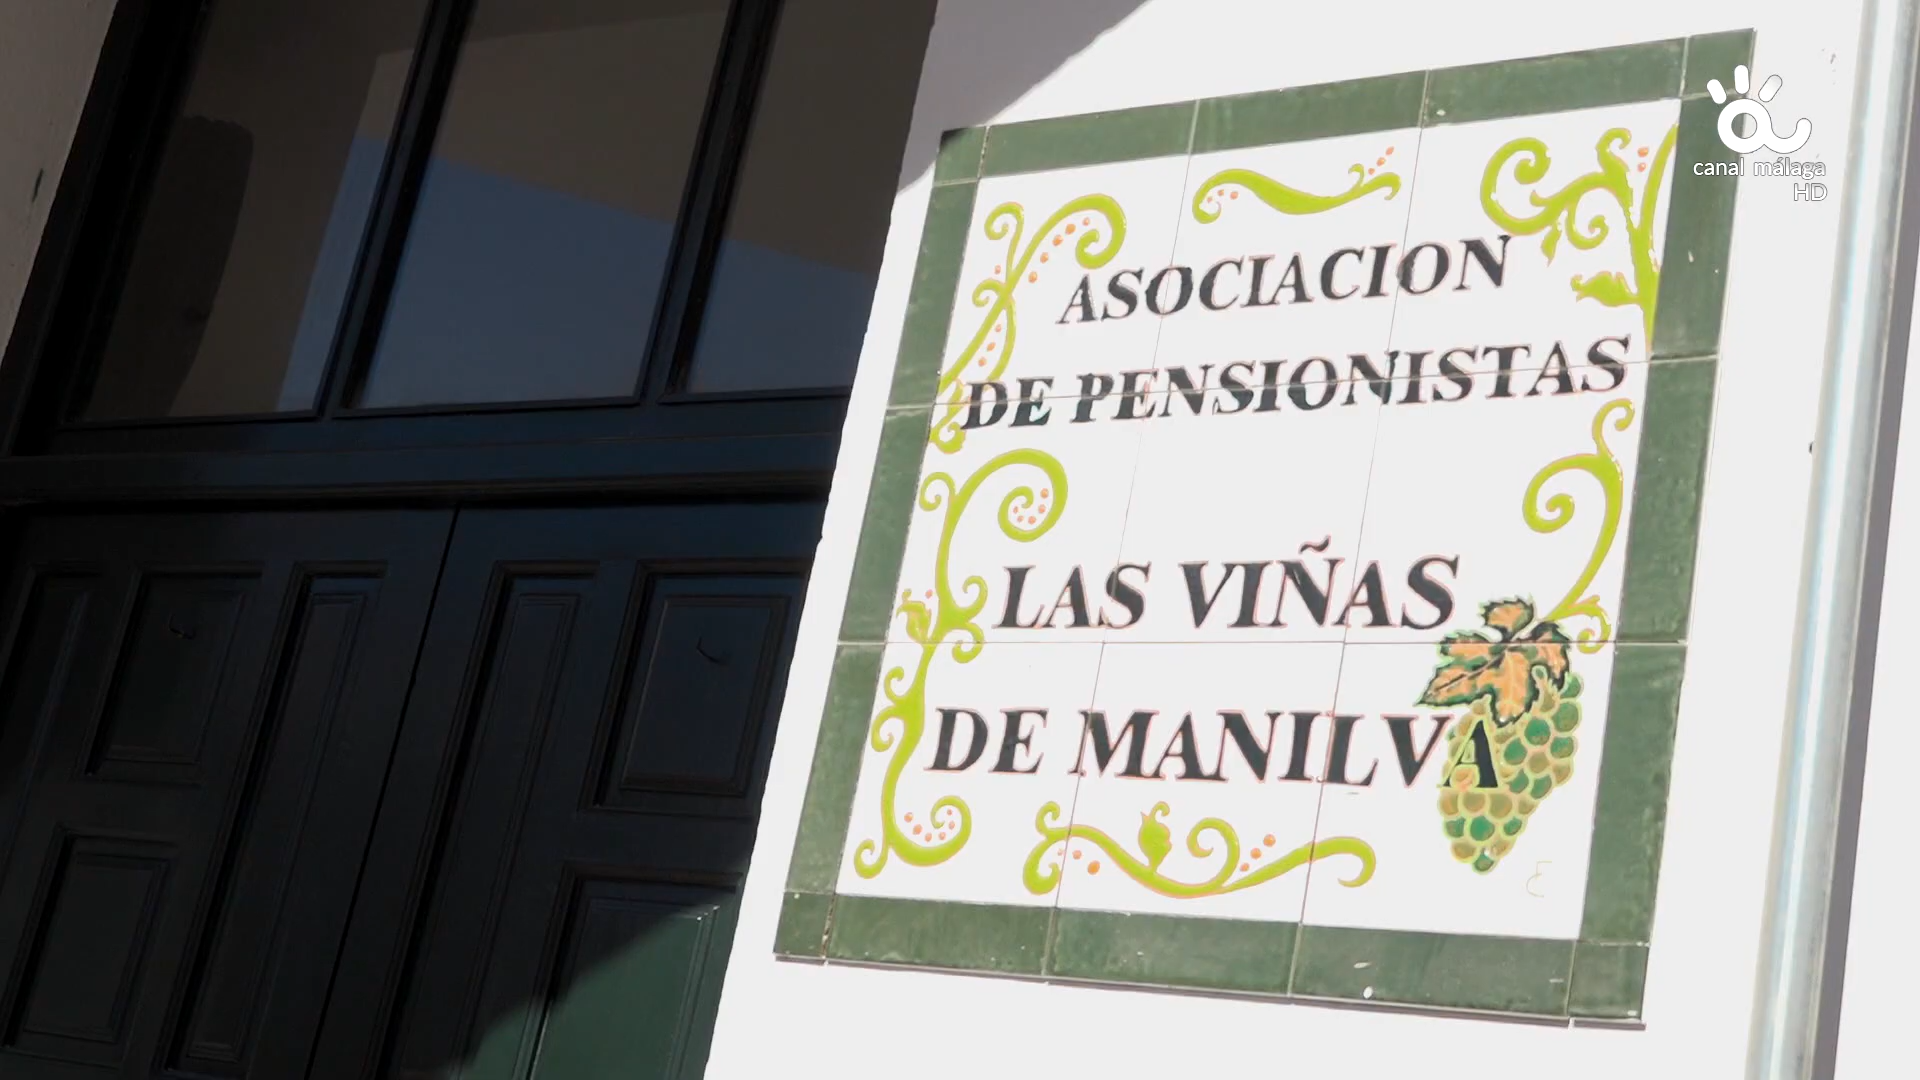 canal málaga
HD
ASOCIACION
DE PENSIONISTAS
LAS VIÑAS
DE MANILVA